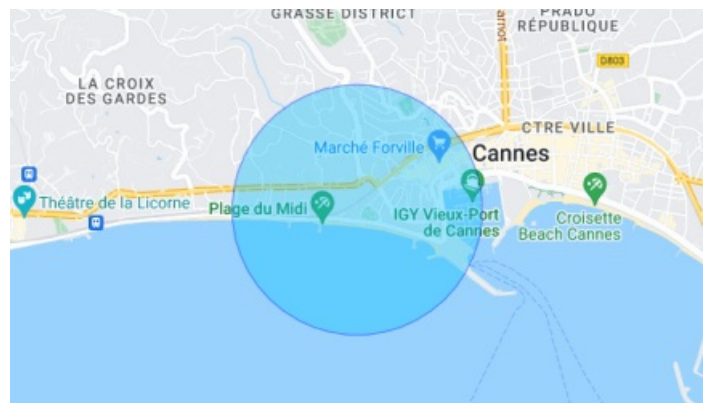 GRASSE DISTRICT
PRADO
RÉPUBLIQUE
arnot
D803
LA CROIX
DES GARDES
CTRE VILLE
Marché Forville
Cannes
Théâtre de la Licorne
Plage du Midi
IGY Vieux-Port
de Cannes
Croisette
Beach Cannes